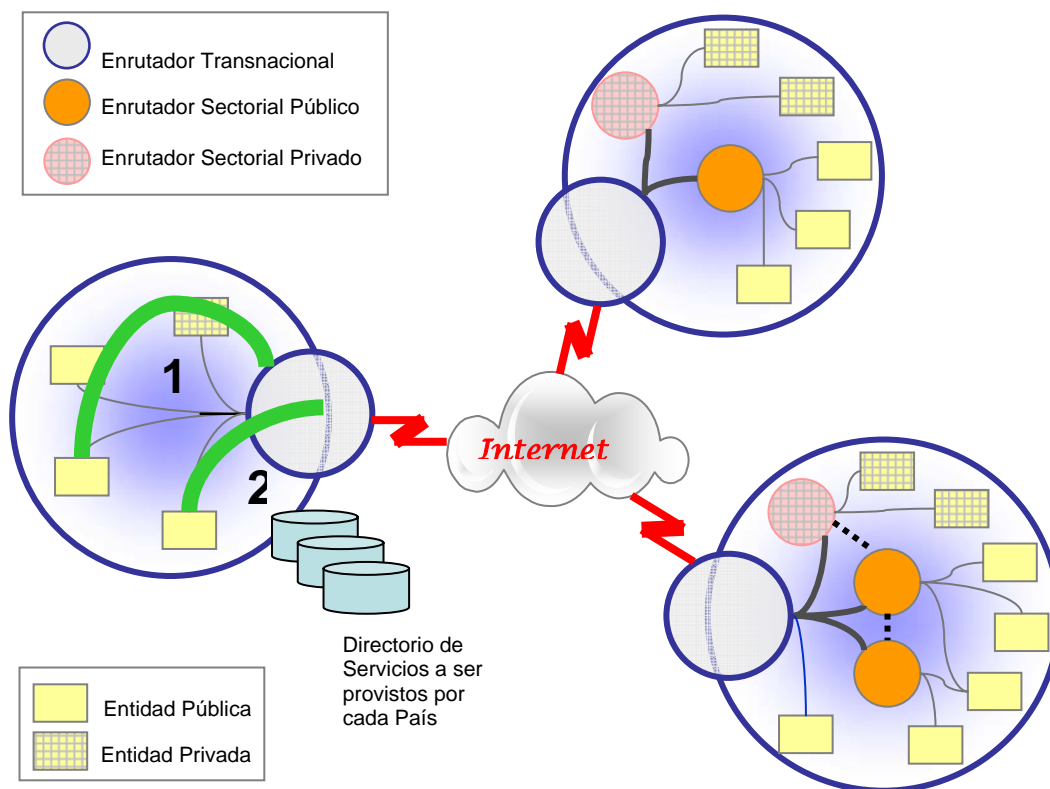 Enrutador Transnacional
Enrutador Sectorial Público
Enrutador Sectorial Privado
1
2
Internet
Directorio de
Servicios a ser
provistos por
cada País
Entidad Pública
Entidad Privada